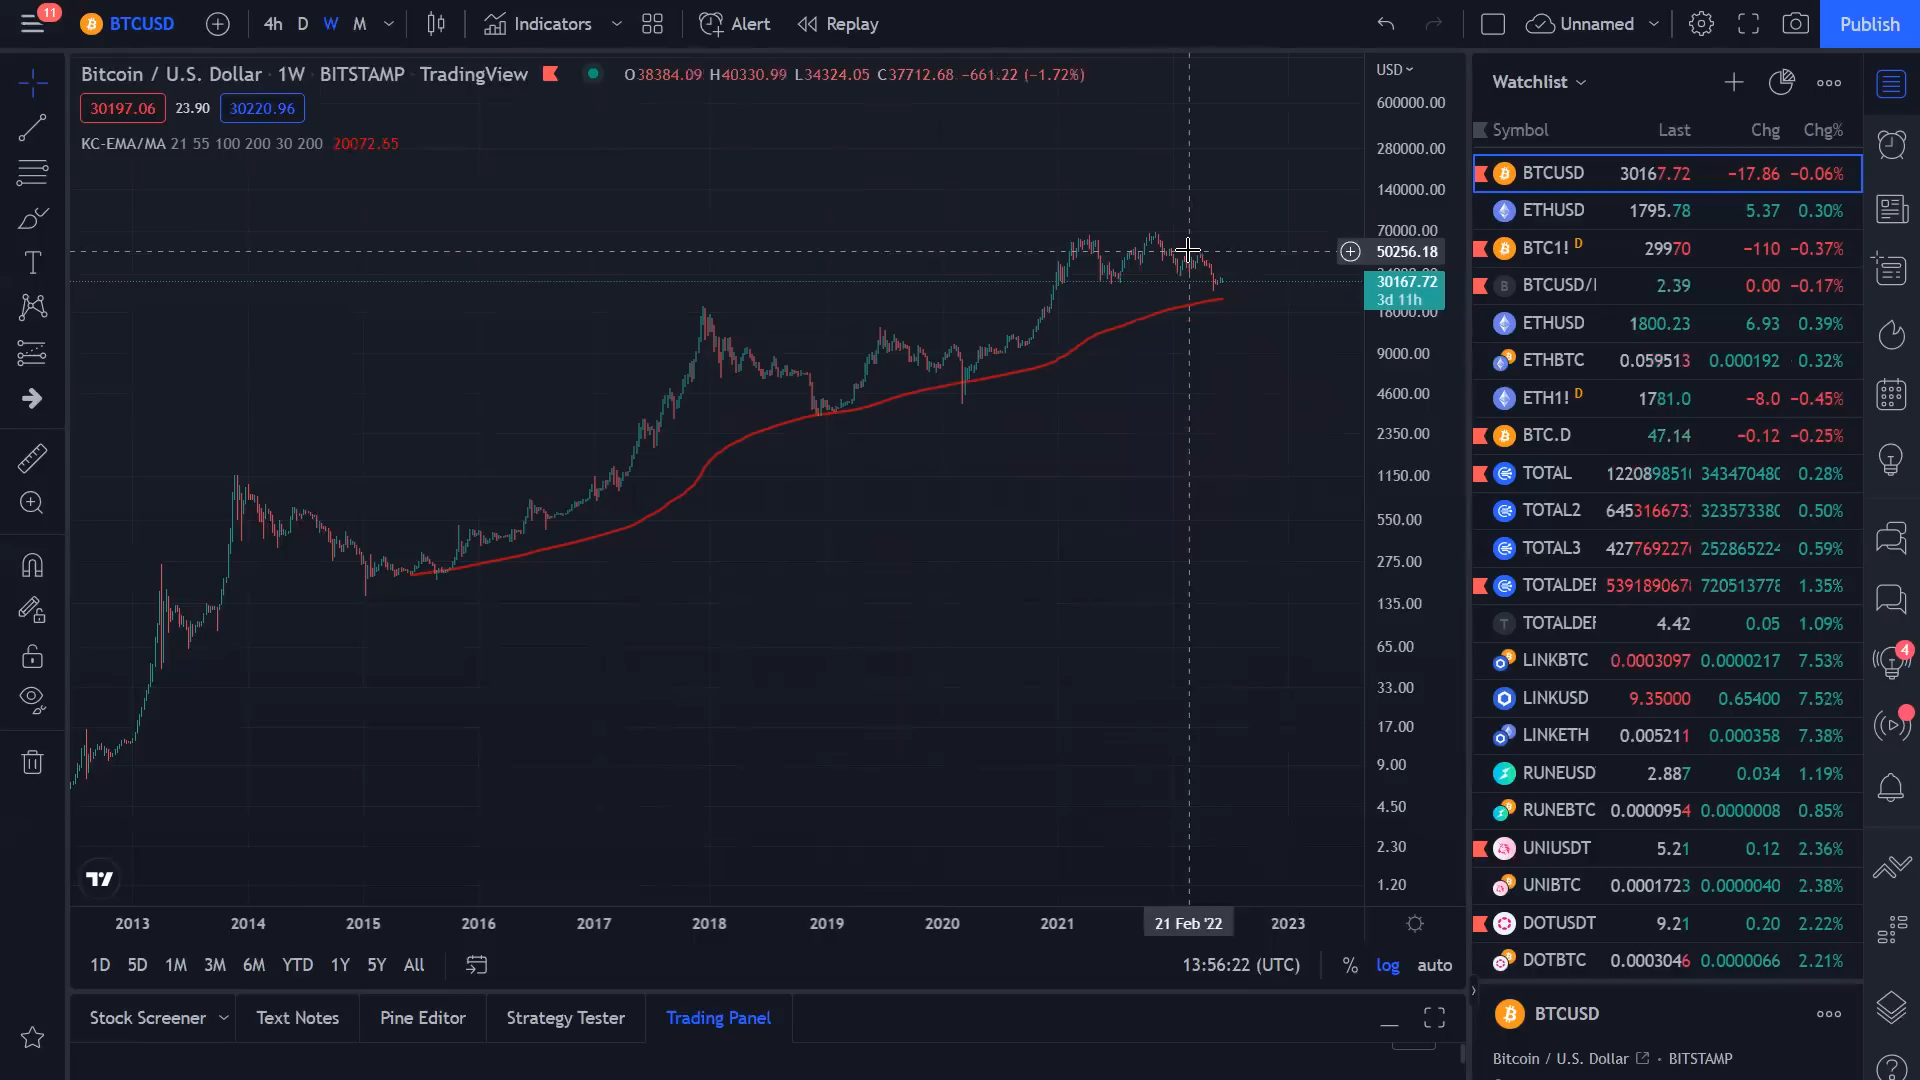 11
BTCUSD 4h D W M Indicators Alert Replay Unnamed Publish
Bitcoin / U.S. Dollar · 1W · BITSTAMP TradingView O38384.09 H40330.99 L34324.05 C37712.68 −661.22 (−1.72%)
30197.06 23.90 30220.96
KC-EMA/MA 21 55 100 200 30 200 20072.65
USD
600000.00
280000.00
140000.00
70000.00
50256.18
30167.72
3d 11h
18000.00
9000.00
4600.00
2350.00
1150.00
550.00
275.00
135.00
65.00
33.00
17.00
9.00
4.50
2.30
1.20
2013 2014 2015 2016 2017 2018 2019 2020 2021 21 Feb '22 2023
1D 5D 1M 3M 6M YTD 1Y 5Y All 13:56:22 (UTC) % log auto
Stock Screener Text Notes Pine Editor Strategy Tester Trading Panel
Watchlist
Symbol Last Chg Chg%
BTCUSD 30167.72 −17.86 −0.06%
ETHUSD 1795.78 5.37 0.30%
BTC1! D 29970 −110 −0.37%
BTCUSD/I 2.39 0.00 −0.17%
ETHUSD 1800.23 6.93 0.39%
ETHBTC 0.059513 0.000192 0.32%
ETH1! D 1781.0 −8.0 −0.45%
BTC.D 47.14 −0.12 −0.25%
TOTAL 122089851 343470480 0.28%
TOTAL2 645316673 323573380 0.50%
TOTAL3 427769227 252865224 0.59%
TOTALDEF 539189067 720513778 1.35%
TOTALDEF 4.42 0.05 1.09%
LINKBTC 0.0003097 0.0000217 7.53%
LINKUSD 9.35000 0.65400 7.52%
LINKETH 0.005211 0.000358 7.38%
RUNEUSD 2.887 0.034 1.19%
RUNEBTC 0.0000954 0.0000008 0.85%
UNIUSDT 5.21 0.12 2.36%
UNIBTC 0.0001723 0.0000040 2.38%
DOTUSDT 9.21 0.20 2.22%
DOTBTC 0.0003046 0.0000066 2.21%
BTCUSD
Bitcoin / U.S. Dollar · BITSTAMP
4